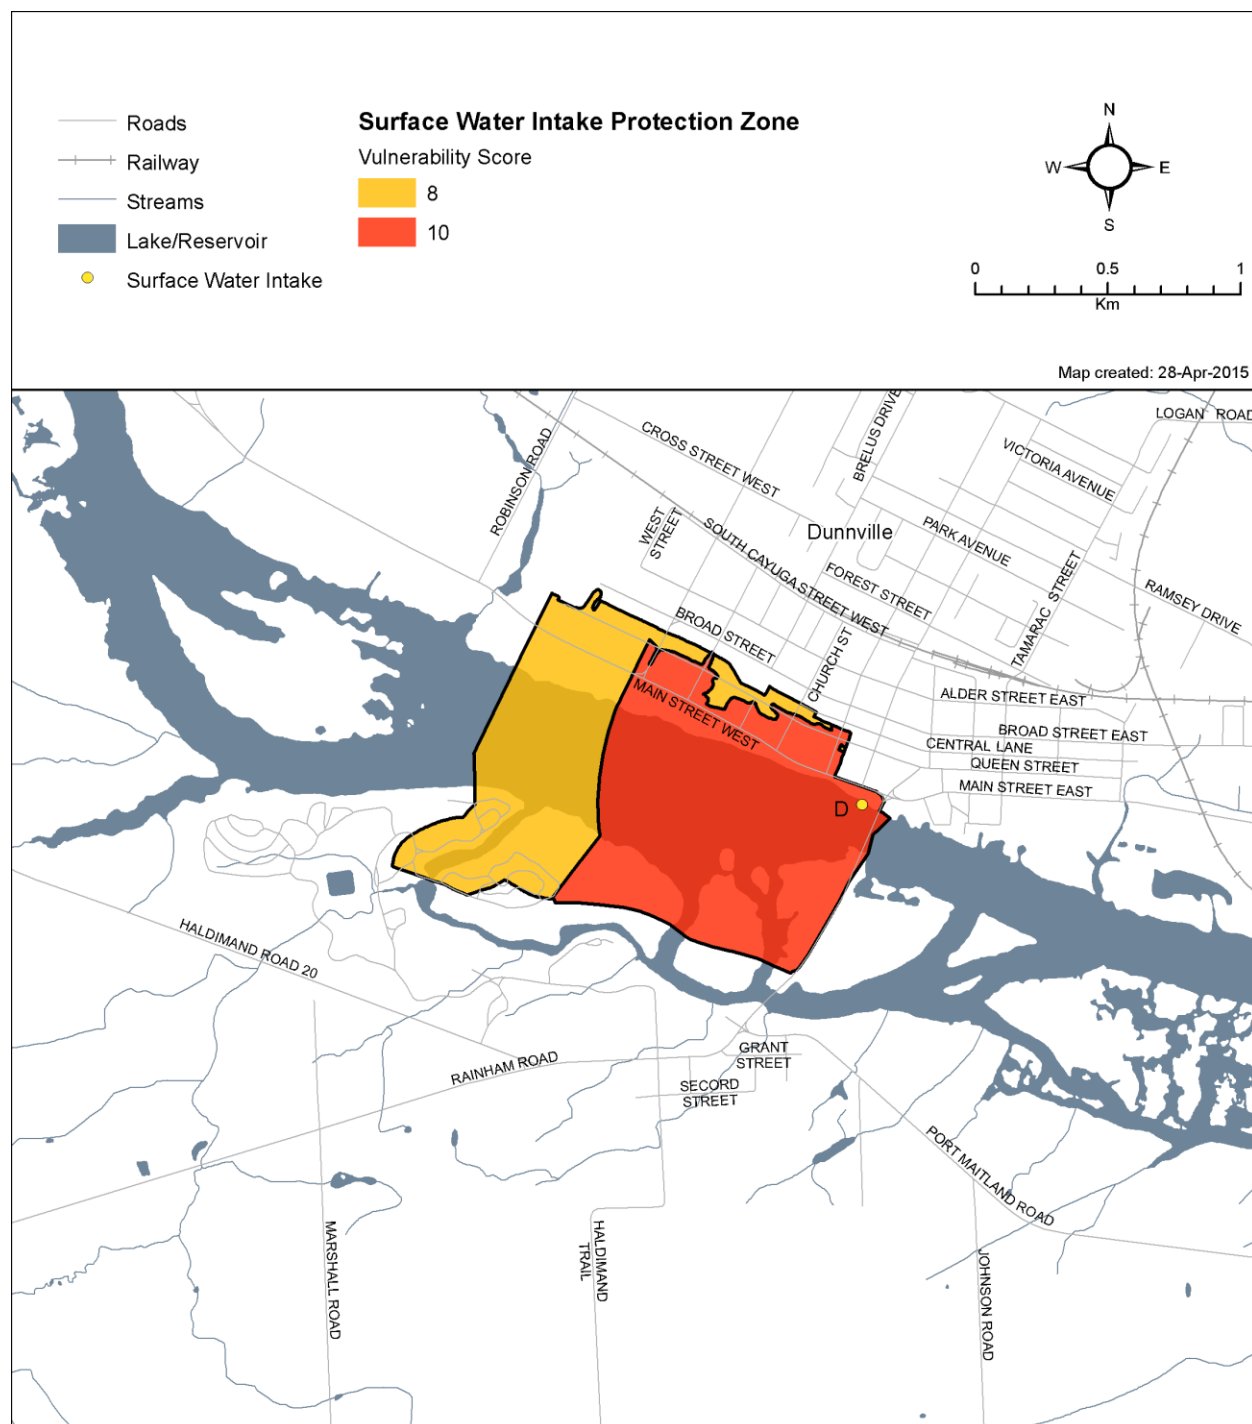 Roads
Railway
Streams
Lake/Reservoir
Surface Water Intake
Surface Water Intake Protection Zone
Vulnerability Score
8
10
N
W
E
S
0
0.5
1
Km
Map created: 28-Apr-2015
LOGAN ROAD
BRELUS DRIVE
CROSS STREET WEST
VICTORIA AVENUE
ROBINSON ROAD
WEST
STREET
SOUTH CAYUGA STREET WEST
Dunnville
PARK AVENUE
FOREST STREET
TAMARAC STREET
RAMSEY DRIVE
BROAD STREET
CHURCH ST
MAIN STREET WEST
ALDER STREET EAST
BROAD STREET EAST
CENTRAL LANE
QUEEN STREET
MAIN STREET EAST
D
HALDIMAND ROAD 20
RAINHAM ROAD
GRANT
STREET
SECORD
STREET
PORT MAITLAND ROAD
MARSHALL ROAD
HALDIMAND
TRAIL
JOHNSON ROAD